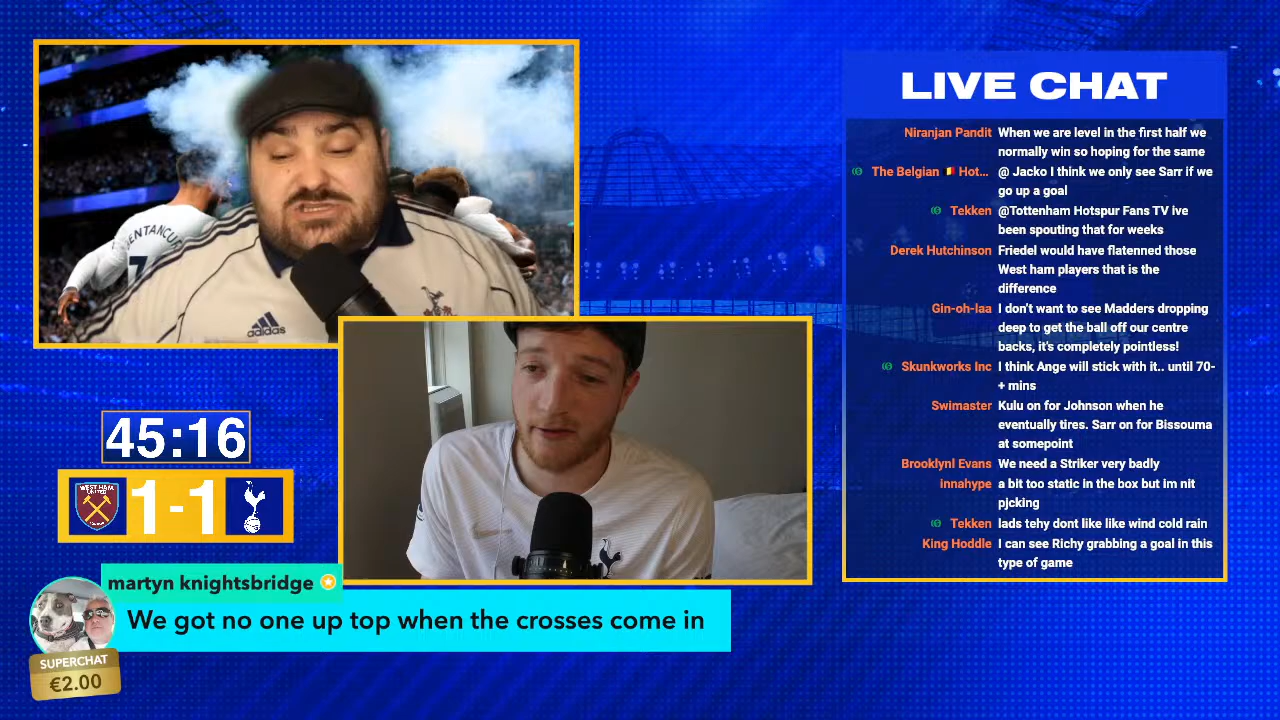 LIVE CHAT
Niranjan Pandit When we are level in the first half we
normally win so hoping for the same
The Belgian Hot... @ Jacko I think we only see Sarr if we
go up a goal
Tekken @Tottenham Hotspur Fans TV ive
been spouting that for weeks
Derek Hutchinson Friedel would have flatenned those
West ham players that is the
difference
Gin-oh-laa I don't want to see Madders dropping
deep to get the ball off our centre
backs, it's completely pointless!
Skunkworks Inc I think Ange will stick with it.. until 70-
+ mins
Swimaster Kulu on for Johnson when he
eventually tires. Sarr on for Bissouma
at somepoint
Brooklynl Evans We need a Striker very badly
innahype a bit too static in the box but im nit
pjcking
Tekken lads tehy dont like like wind cold rain
King Hoddle I can see Richy grabbing a goal in this
type of game
ENTANCUR
7
adidas
45:16
WEST HAM
UNITED
1-1
martyn knightsbridge
We got no one up top when the crosses come in
SUPERCHAT
€2.00